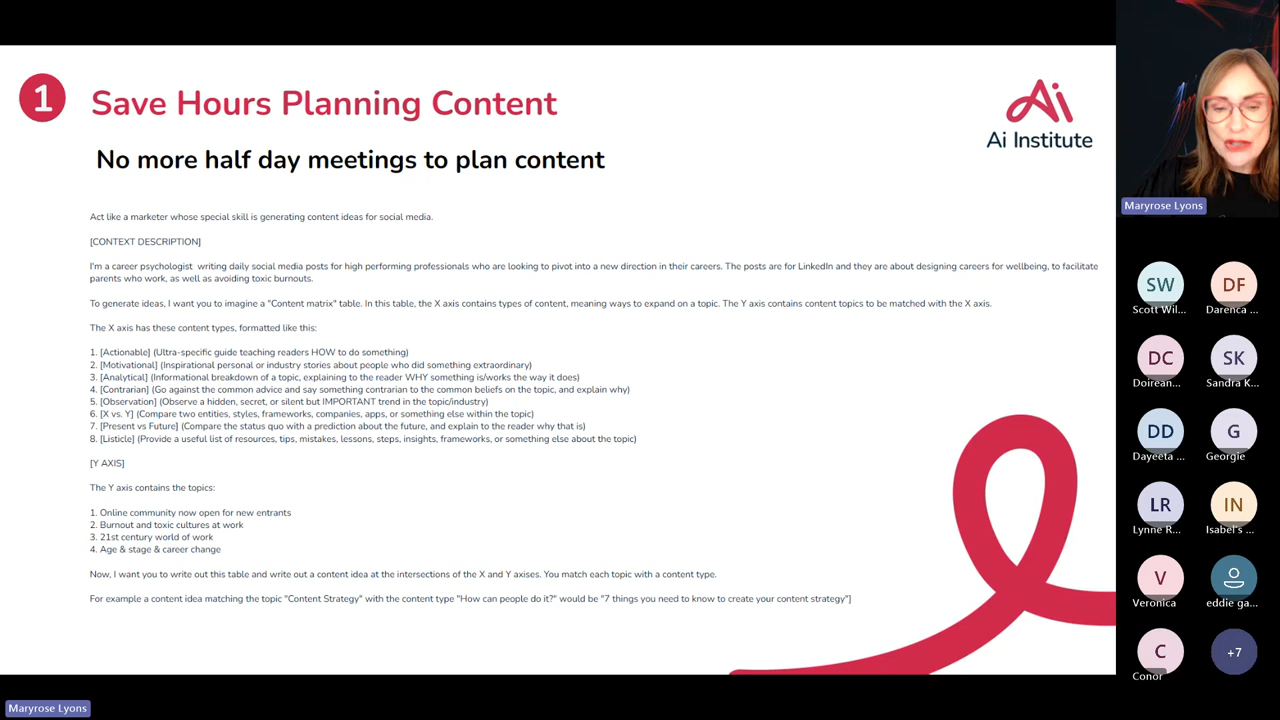 1
Save Hours Planning Content
Ai Institute
No more half day meetings to plan content
Act like a marketer whose special skill is generating content ideas for social media.
[CONTEXT DESCRIPTION]
I'm a career psychologist writing daily social media posts for high performing professionals who are looking to pivot into a new direction in their careers. The posts are for LinkedIn and they are about designing careers for wellbeing, to facilitate
parents who work, as well as avoiding toxic burnouts.
To generate ideas, I want you to imagine a "Content matrix" table. In this table, the X axis contains types of content, meaning ways to expand on a topic. The Y axis contains content topics to be matched with the X axis.
The X axis has these content types, formatted like this:
1. [Actionable] (Ultra-specific guide teaching readers HOW to do something)
2. [Motivational] (Inspirational personal or industry stories about people who did something extraordinary)
3. [Analytical] (Informational breakdown of a topic, explaining to the reader WHY something is/works the way it does)
4. [Contrarian] (Go against the common advice and say something contrarian to the common beliefs on the topic, and explain why)
5. [Observation] (Observe a hidden, secret, or silent but IMPORTANT trend in the topic/industry)
6. [X vs. Y] (Compare two entities, styles, frameworks, companies, apps, or something else within the topic)
7. [Present vs Future] (Compare the status quo with a prediction about the future, and explain to the reader why that is)
8. [Listicle] (Provide a useful list of resources, tips, mistakes, lessons, steps, insights, frameworks, or something else about the topic)
[Y AXIS]
The Y axis contains the topics:
1. Online community now open for new entrants
2. Burnout and toxic cultures at work
3. 21st century world of work
4. Age & stage & career change
Now, I want you to write out this table and write out a content idea at the intersections of the X and Y axises. You match each topic with a content type.
For example a content idea matching the topic "Content Strategy" with the content type "How can people do it?" would be "7 things you need to know to create your content strategy"]
Maryrose Lyons
SW DF
Scott Wil... Darenca ...
DC SK
Doirean... Sandra K...
DD G
Dayeeta ... Georgie
LR IN
Lynne R... Isabel's ...
V
Veronica eddie ga...
C +7
Conor
Maryrose Lyons